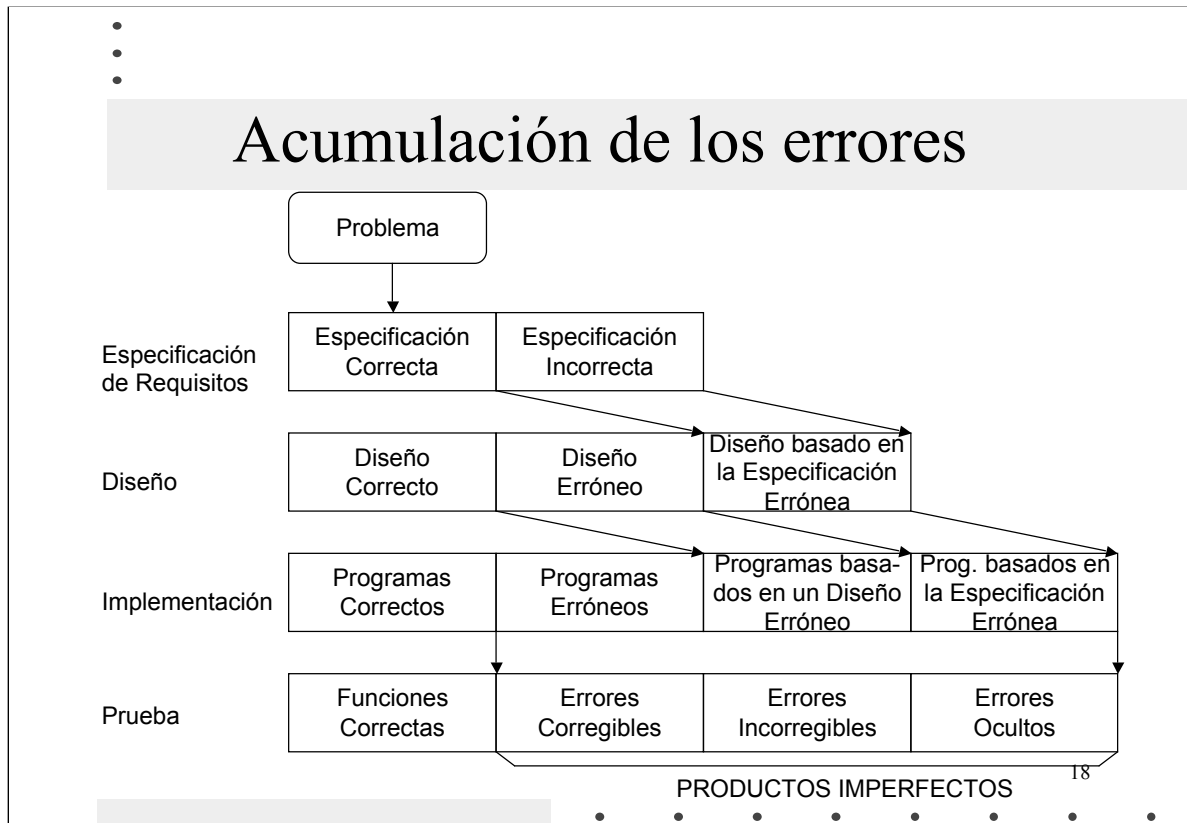 Acumulación de los errores
Problema
Especificación
de Requisitos
Especificación
Correcta
Especificación
Incorrecta
Diseño
Diseño
Correcto
Diseño
Erróneo
Diseño basado en
la Especificación
Errónea
Implementación
Programas
Correctos
Programas
Erróneos
Programas basa-
dos en un Diseño
Erróneo
Prog. basados en
la Especificación
Errónea
Prueba
Funciones
Correctas
Errores
Corregibles
Errores
Incorregibles
Errores
Ocultos
PRODUCTOS IMPERFECTOS
18